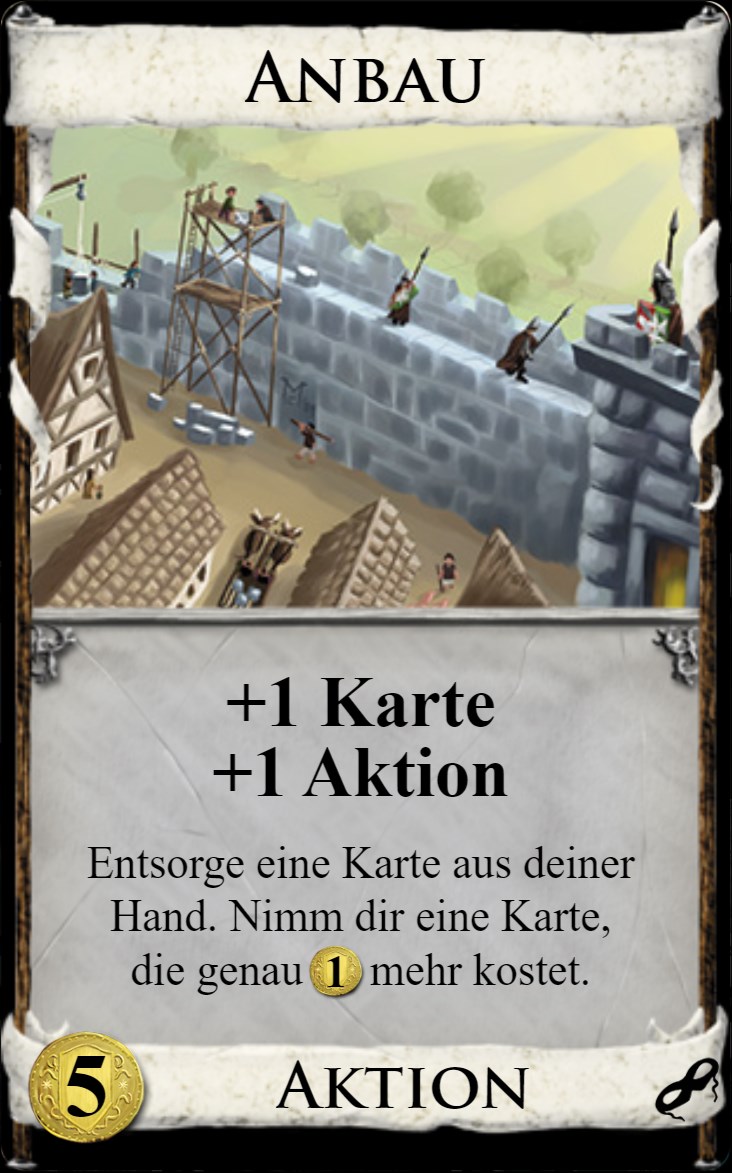 ANBAU
+1 Karte
+1 Aktion
Entsorge eine Karte aus deiner
Hand. Nimm dir eine Karte,
die genau 1 mehr kostet.
5 AKTION